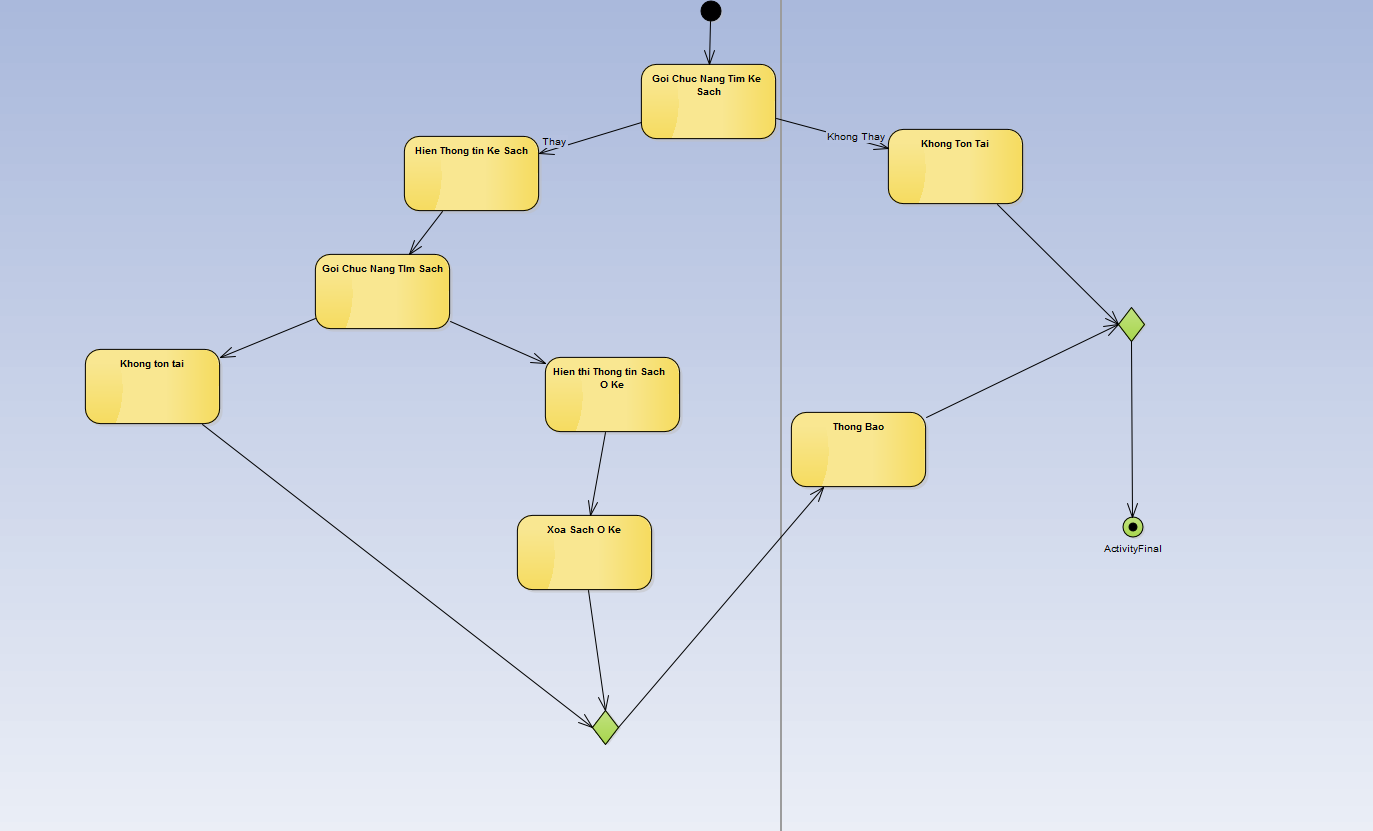 Goi Chuc Nang Tim Ke
Sach
Thay
Khong Thay
Hien Thong tin Ke Sach
Khong Ton Tai
Goi Chuc Nang TIm Sach
Khong ton tai
Hien thi Thong tin Sach
O Ke
Thong Bao
Xoa Sach O Ke
ActivityFinal